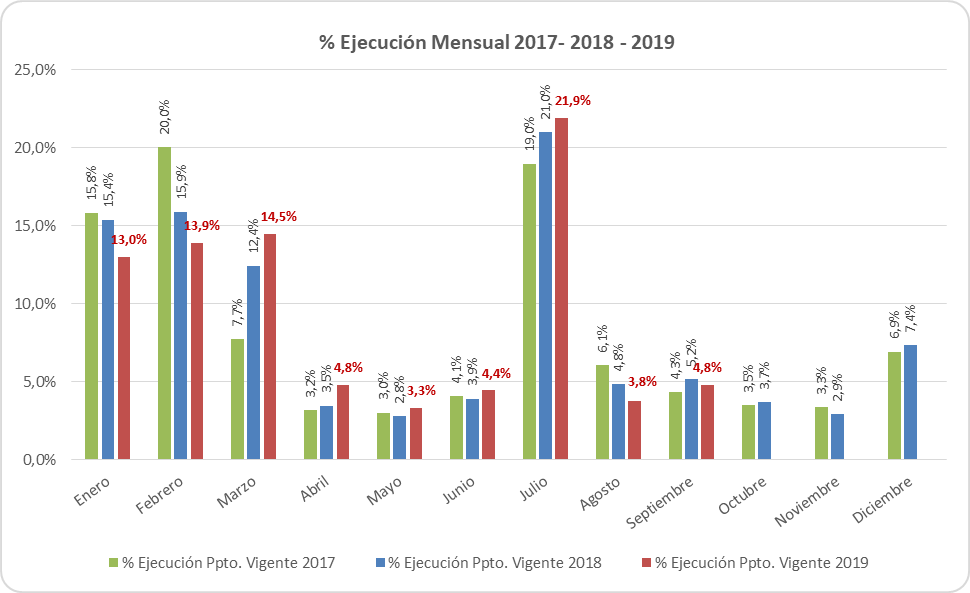 % Ejecución Mensual 2017- 2018 - 2019
25,0%
20,0%
15,0%
10,0%
5,0%
0,0%
15,8%
15,4%
13,0%
20,0%
15,9%
13,9%
7,7%
12,4%
14,5%
3,2%
3,5%
4,8%
3,0%
2,8%
3,3%
4,1%
3,9%
4,4%
19,0%
21,0%
21,9%
6,1%
4,8%
3,8%
4,3%
5,2%
4,8%
3,5%
3,7%
3,3%
2,9%
6,9%
7,4%
Enero
Febrero
Marzo
Abril
Mayo
Junio
Julio
Agosto
Septiembre
Octubre
Noviembre
Diciembre
% Ejecución Ppto. Vigente 2017
% Ejecución Ppto. Vigente 2018
% Ejecución Ppto. Vigente 2019